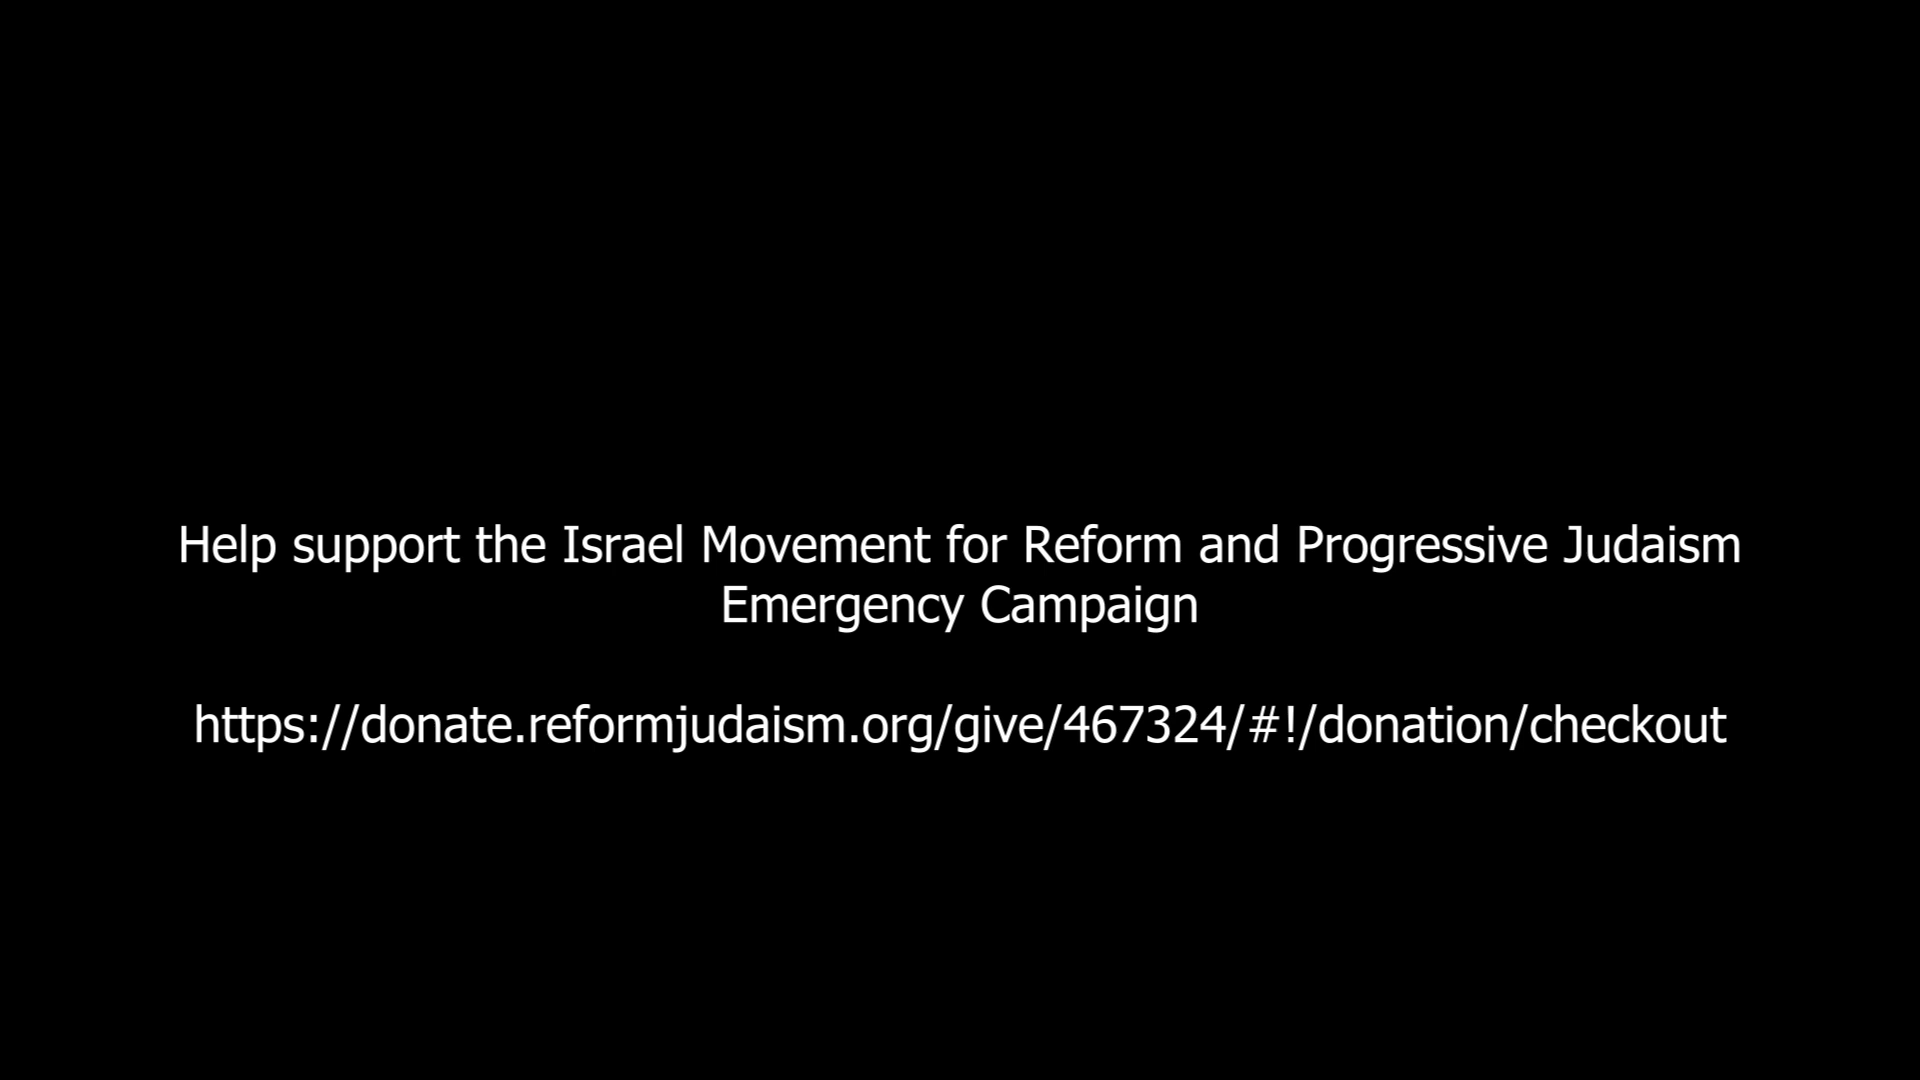 Help support the Israel Movement for Reform and Progressive Judaism
Emergency Campaign
https://donate.reformjudaism.org/give/467324/#!/donation/checkout